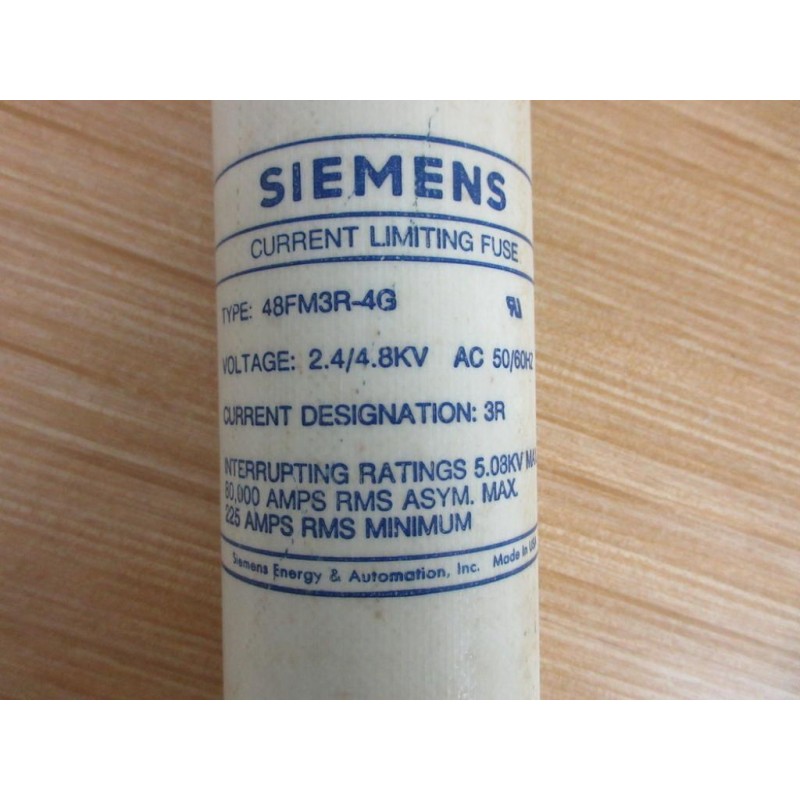 SIEMENS
CURRENT LIMITING FUSE
TYPE: 48FM3R-4G
VOLTAGE: 2.4/4.8KV AC 50/60HZ
CURRENT DESIGNATION: 3R
INTERRUPTING RATINGS 5.08KV MAX.
80,000 AMPS RMS ASYM. MAX.
225 AMPS RMS MINIMUM
Siemens Energy & Automation, Inc. Made in USA